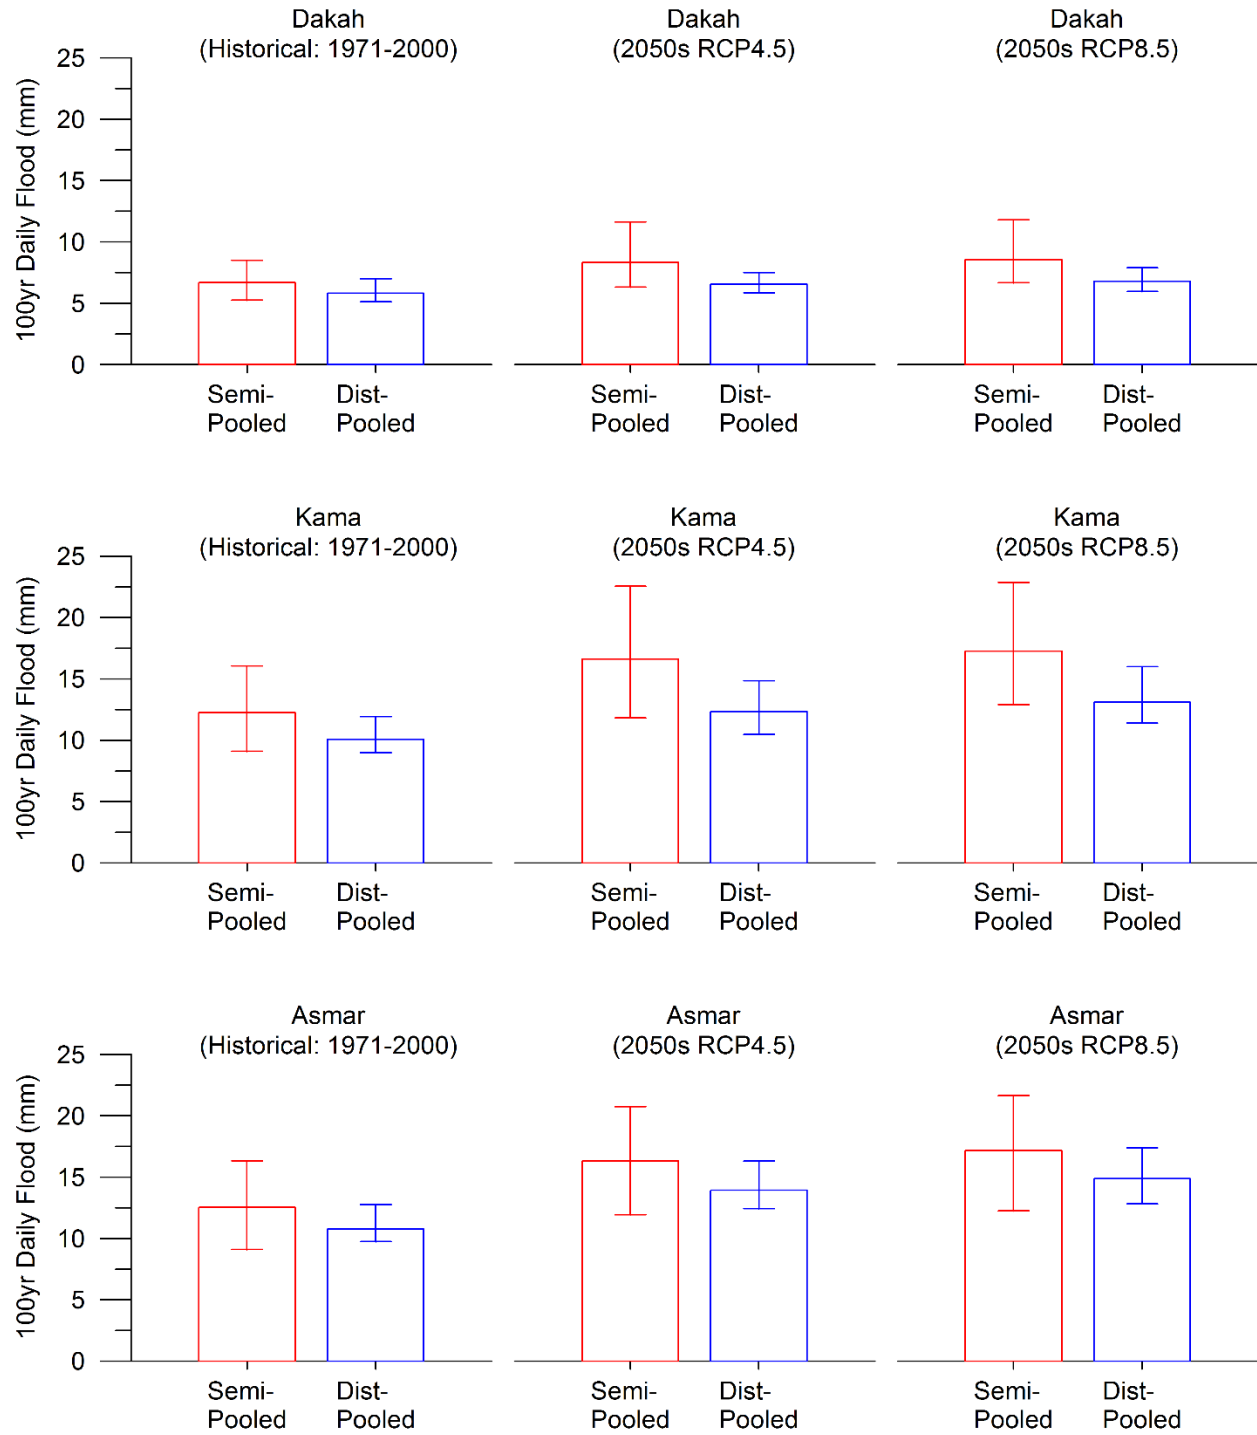 Dakah
(Historical: 1971-2000)
Dakah
(2050s RCP4.5)
Dakah
(2050s RCP8.5)
100yr Daily Flood (mm)
25
20
15
10
5
0
Semi-
Pooled
Dist-
Pooled
Semi-
Pooled
Dist-
Pooled
Semi-
Pooled
Dist-
Pooled
Kama
(Historical: 1971-2000)
Kama
(2050s RCP4.5)
Kama
(2050s RCP8.5)
100yr Daily Flood (mm)
25
20
15
10
5
0
Semi-
Pooled
Dist-
Pooled
Semi-
Pooled
Dist-
Pooled
Semi-
Pooled
Dist-
Pooled
Asmar
(Historical: 1971-2000)
Asmar
(2050s RCP4.5)
Asmar
(2050s RCP8.5)
100yr Daily Flood (mm)
25
20
15
10
5
0
Semi-
Pooled
Dist-
Pooled
Semi-
Pooled
Dist-
Pooled
Semi-
Pooled
Dist-
Pooled